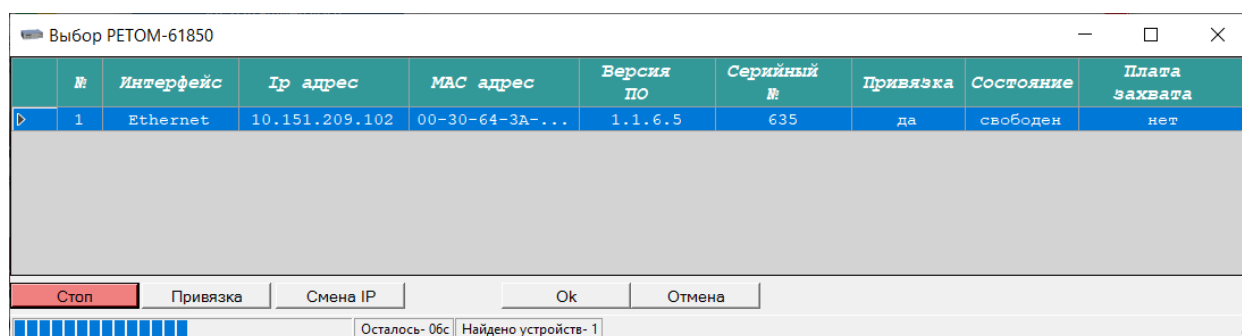 Выбор РЕТОМ-61850
№ Интерфейс Ip адрес MAC адрес Версия ПО Серийный № Привязка Состояние Плата захвата
1 Ethernet 10.151.209.102 00-30-64-3A-... 1.1.6.5 635 да свободен нет
Стоп Привязка Смена IP Ok Отмена
Осталось- 06с Найдено устройств- 1